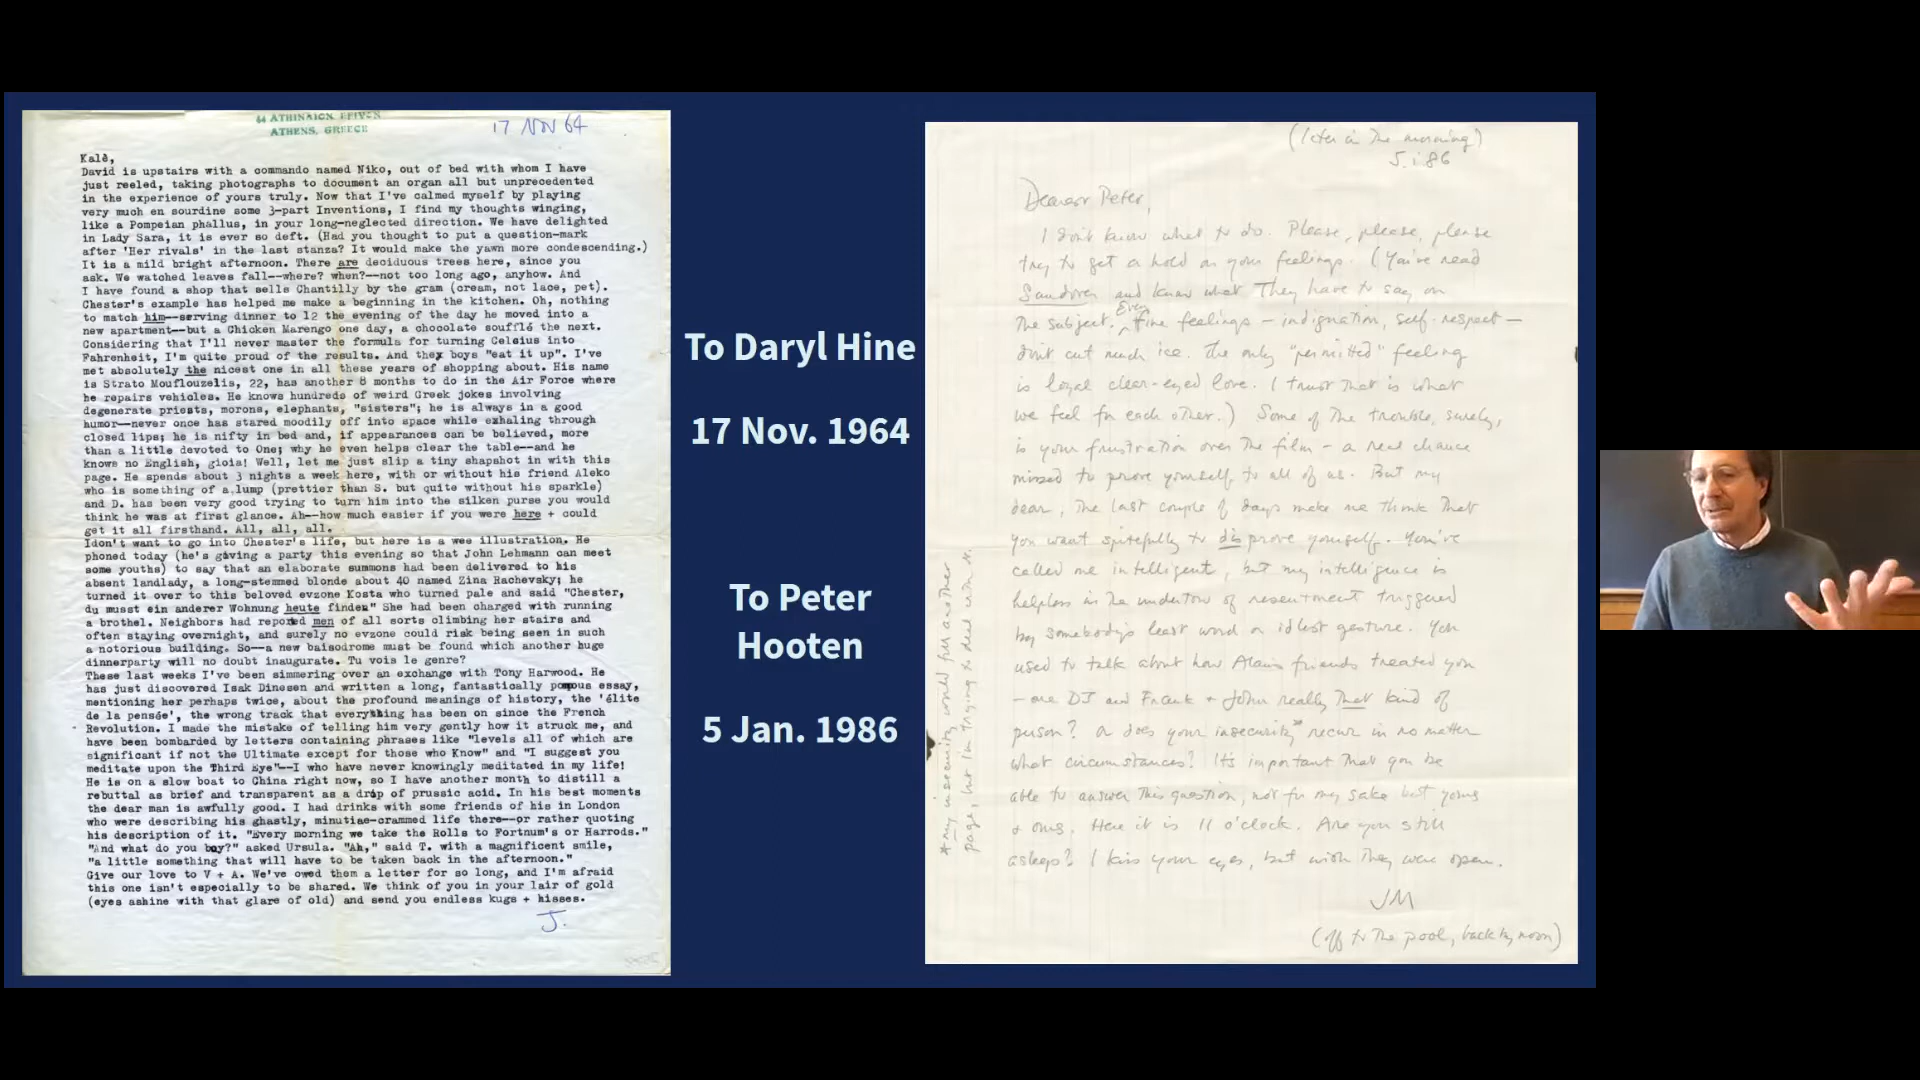 44 ATHINAION EFIVON
ATHENS, GREECE
17 NOV 64
Kalè,
David is upstairs with a commando named Niko, out of bed with whom I have
just reeled, taking photographs to document an organ all but unprecedented
in the experience of yours truly. Now that I've calmed myself by playing
very much en sourdine some 3-part Inventions, I find my thoughts winging,
like a Pompeian phallus, in your long-neglected direction. We have delighted
in Lady Sara, it is ever so deft. (Had you thought to put a question-mark
after 'Her rivals' in the last stanza? It would make the yawn more condescending.)
It is a mild bright afternoon. There are deciduous trees here, since you
ask. We watched leaves fall--where? when?--not too long ago, anyhow. And
I have found a shop that sells Chantilly by the gram (cream, not lace, pet).
Chester's example has helped me make a beginning in the kitchen. Oh, nothing
to match him--serving dinner to 12 the evening of the day he moved into a
new apartment--but a Chicken Marengo one day, a chocolate soufflé the next.
Considering that I'll never master the formula for turning Celsius into
Fahrenheit, I'm quite proud of the results. And the boys "eat it up". I've
met absolutely the nicest one in all these years of shopping about. His name
is Strato Mouflouzelis, 22, has another 8 months to do in the Air Force where
he repairs vehicles. He knows hundreds of weird Greek jokes involving
degenerate priests, morons, elephants, "sisters"; he is always in a good
humor--never once has stared moodily off into space while exhaling through
closed lips; he is nifty in bed and, if appearances can be believed, more
than a little devoted to One; why he even helps clear the table--and he
knows no English, gioia! Well, let me just slip a tiny shapshot in with this
page. He spends about 3 nights a week here, with or without his friend Aleko
who is something of a lump (prettier than S. but quite without his sparkle)
and D. has been very good trying to turn him into the silken purse you would
think he was at first glance. Ah--how much easier if you were here + could
get it all firsthand. All, all, all.
Idon't want to go into Chester's life, but here is a wee illustration. He
phoned today (he's giving a party this evening so that John Lehmann can meet
some youths) to say that an elaborate summons had been delivered to his
absent landlady, a long-stemmed blonde about 40 named Zina Rachevsky; he
turned it over to this beloved evzone Kosta who turned pale and said "Chester,
du musst ein anderer Wohnung heute finden" She had been charged with running
a brothel. Neighbors had reported men of all sorts climbing her stairs and
often staying overnight, and surely no evzone could risk being seen in such
a notorious building. So--a new baisodrome must be found which another huge
dinnerparty will no doubt inaugurate. Tu vois le genre?
These last weeks I've been simmering over an exchange with Tony Harwood. He
has just discovered Isak Dinesen and written a long, fantastically pompous essay,
mentioning her perhaps twice, about the profound meanings of history, the 'élite
de la pensée', the wrong track that everything has been on since the French
Revolution. I made the mistake of telling him very gently how it struck me, and
have been bombarded by letters containing phrases like "levels all of which are
significant if not the Ultimate except for those who Know" and "I suggest you
meditate upon the Third Eye"--I who have never knowingly meditated in my life!
He is on a slow boat to China right now, so I have another month to distill a
rebuttal as brief and transparent as a drop of prussic acid. In his best moments
the dear man is awfully good. I had drinks with some friends of his in London
who were describing his ghastly, minutiae-crammed life there--or rather quoting
his description of it. "Every morning we take the Rolls to Fortnum's or Harrods."
"And what do you buy?" asked Ursula. "Ah," said T. with a magnificent smile,
"a little something that will have to be taken back in the afternoon."
Give our love to V + A. We've owed them a letter for so long, and I'm afraid
this one isn't especially to be shared. We think of you in your lair of gold
(eyes ashine with that glare of old) and send you endless kugs + hisses.
J.
To Daryl Hine
17 Nov. 1964
To Peter
Hooten
5 Jan. 1986
(later in the morning)
5.i.86
Dearest Peter,
I don't know what to do. Please, please, please
try to get a hold on your feelings. (You've read
Sandover and know what They have to say on
the subject. Even fine feelings — indignation, self-respect —
don't cut much ice. The only "permitted" feeling
is loyal clear-eyed love. I trust that is what
we feel for each other.) Some of the trouble, surely,
is your frustration over the film — a real chance
missed to prove yourself to all of us. But my
dear, the last couple of days make me think that
you want spitefully to disprove yourself. You've
called me intelligent, but my intelligence is
helpless in the undertow of resentment triggered
by somebody's least word or idlest gesture. You
used to talk about how Alan's friends treated you
— are DJ and Frank + John really that kind of
person? Or does your insecurity* recur in no matter
what circumstances? It's important that you be
able to answer this question, not for my sake but yours
+ ours. Here it is 11 o'clock. Are you still
asleep? I kiss your eyes, but wish they were open.
JM
(off to the pool, back by noon)
*my insecurity would fill another
page, but I'm trying to deal with it.